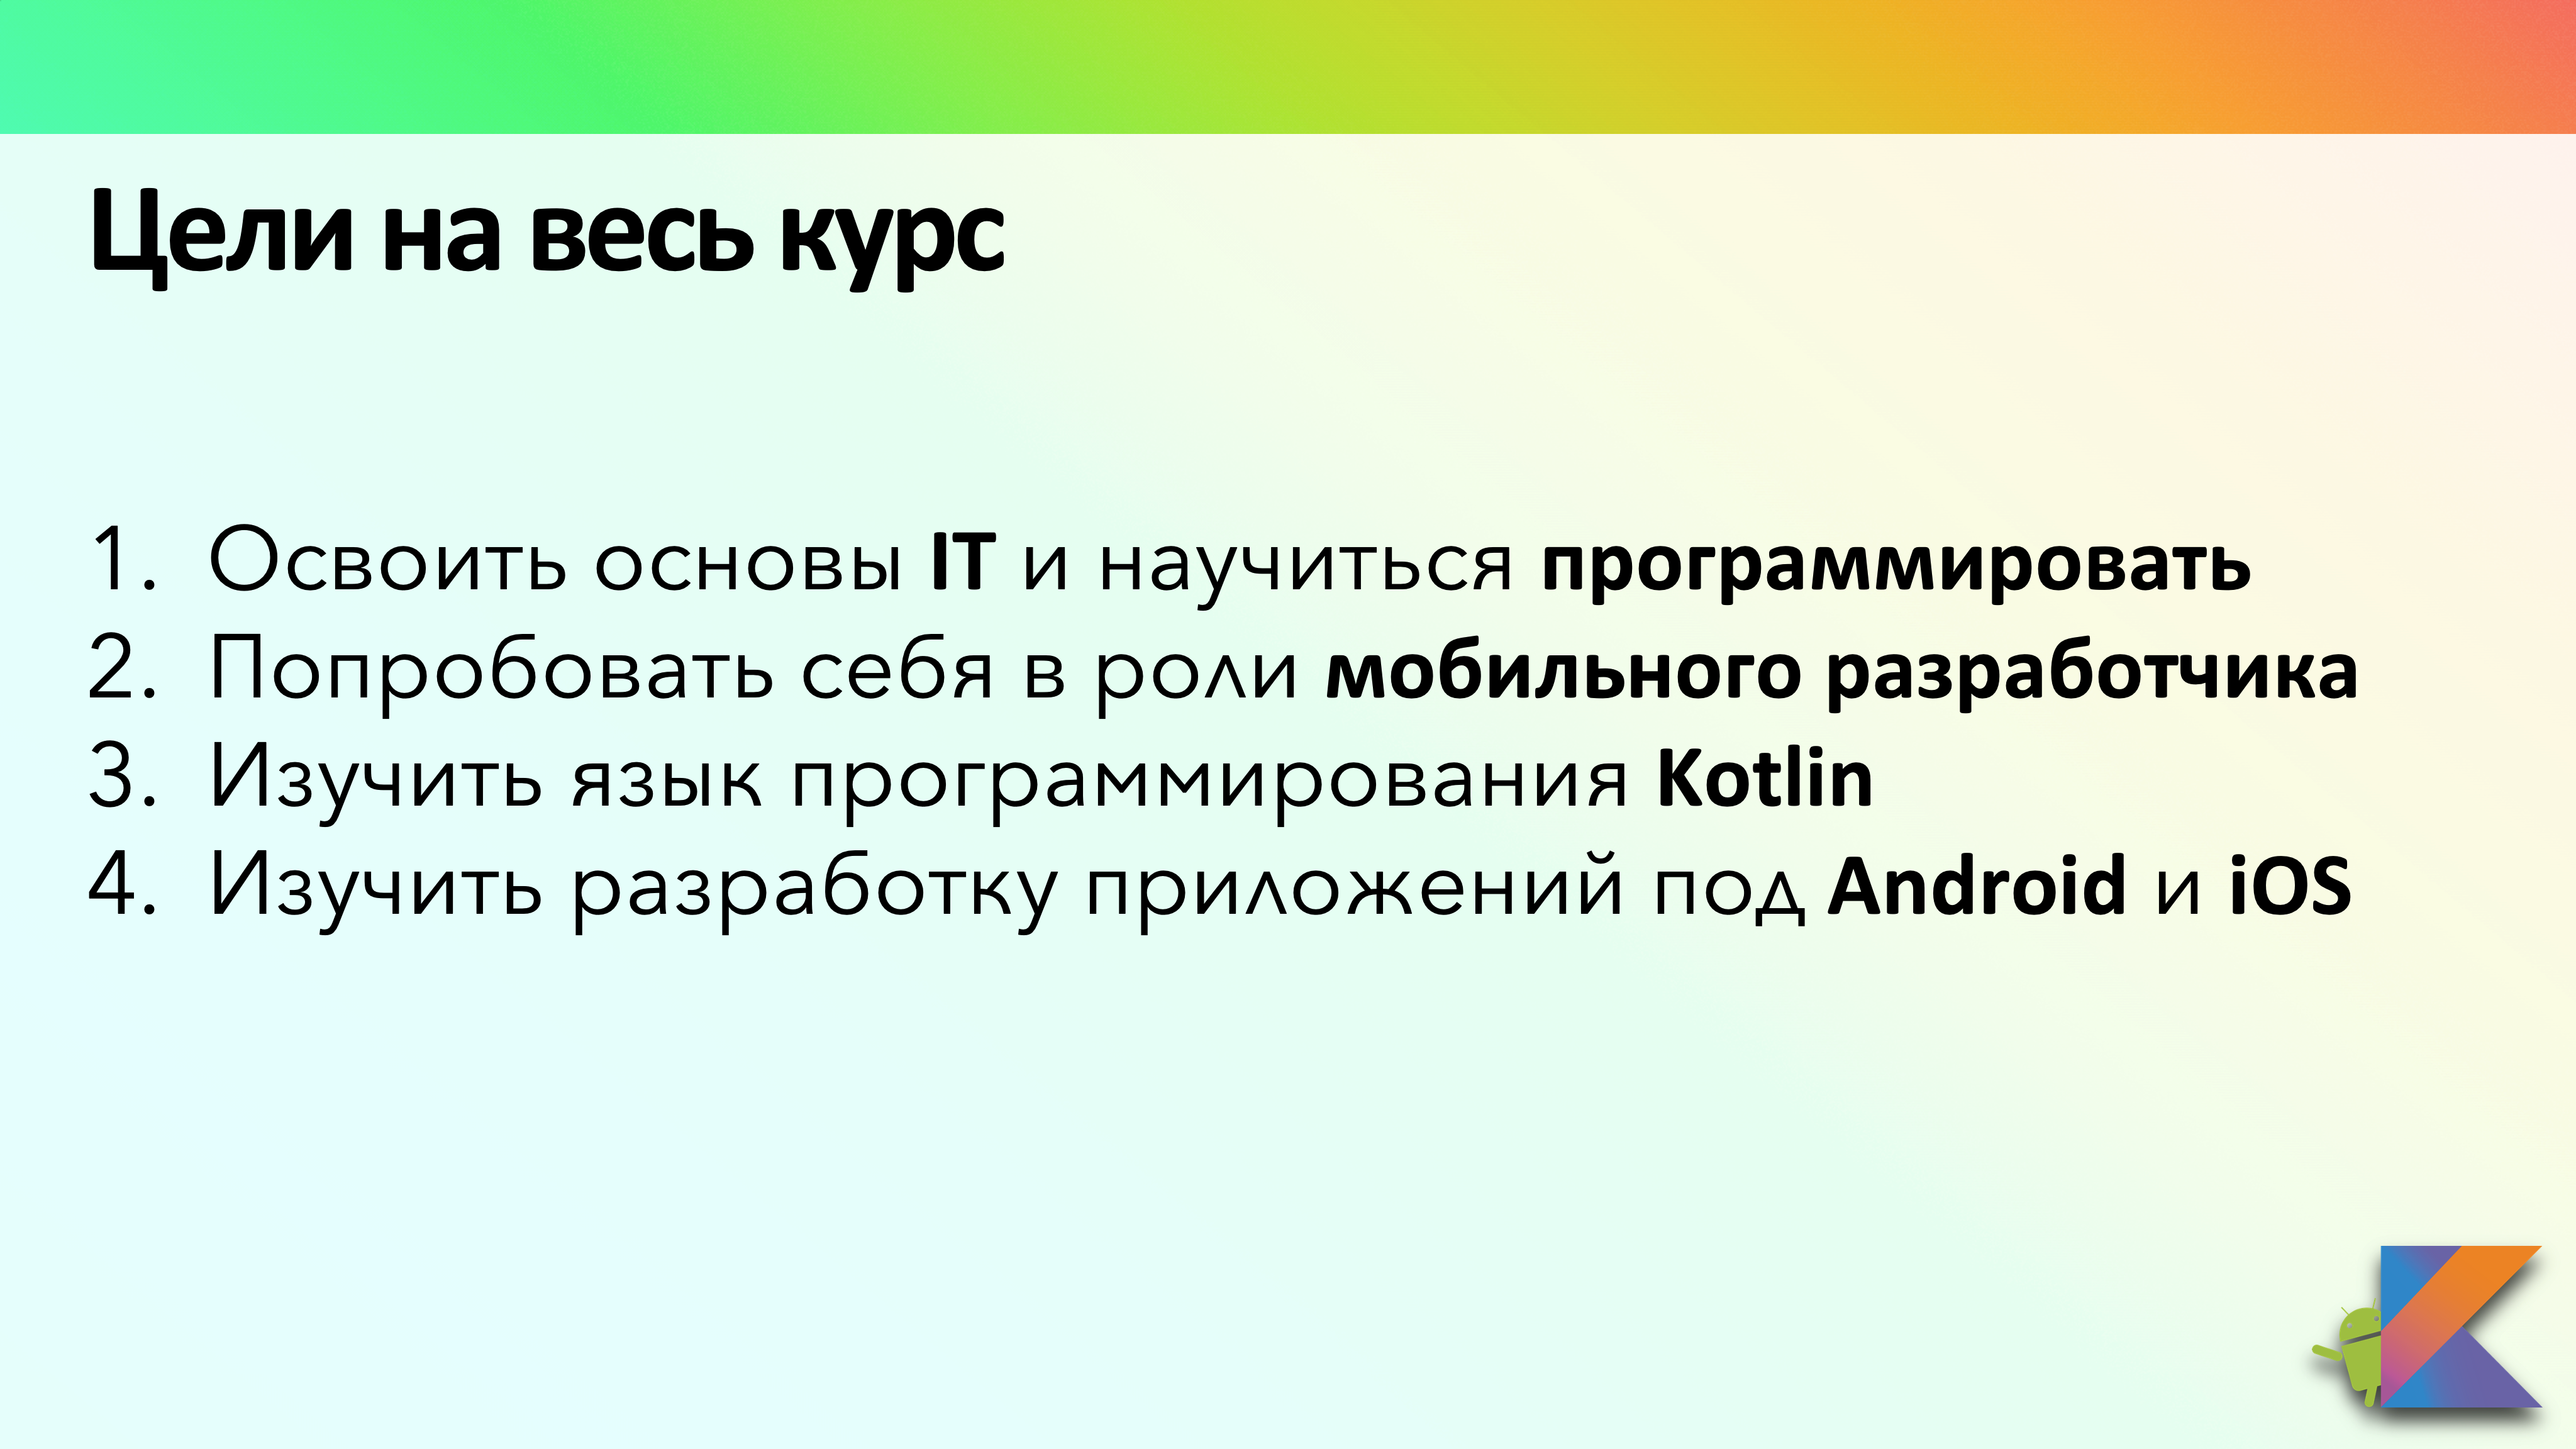 Цели на весь курс
1. Освоить основы IT и научиться программировать
2. Попробовать себя в роли мобильного разработчика
3. Изучить язык программирования Kotlin
4. Изучить разработку приложений под Android и iOS